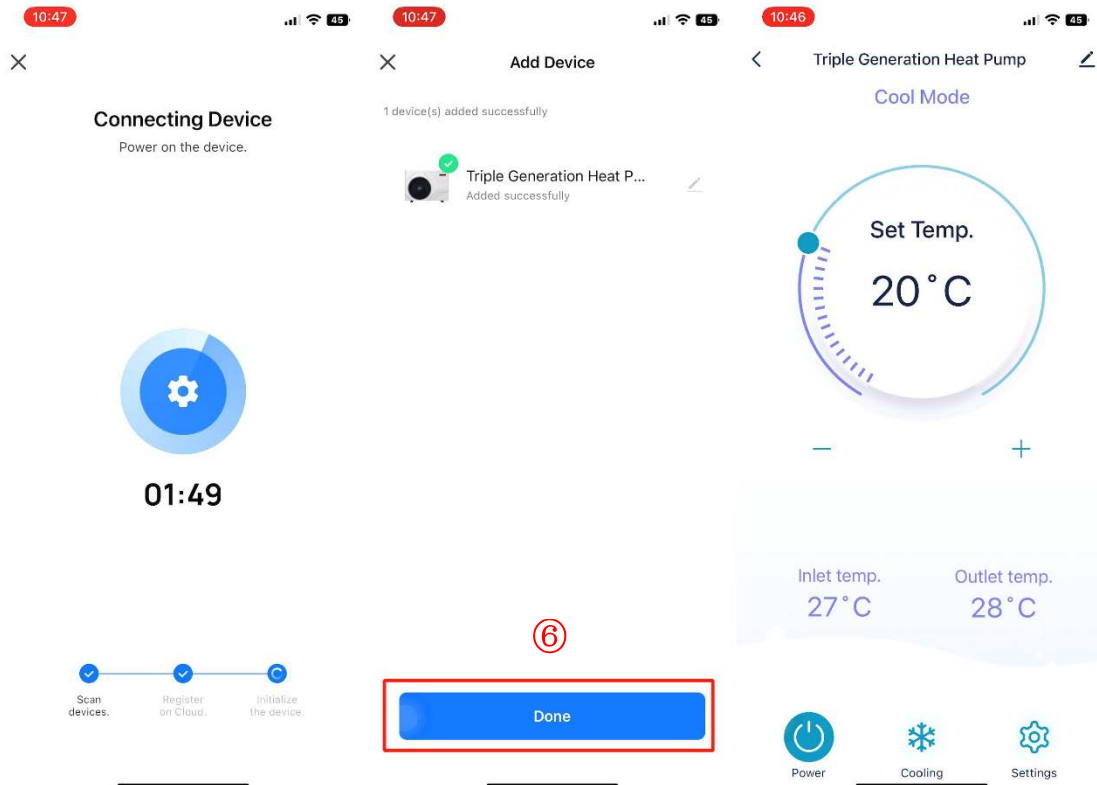 10:47
45
Connecting Device
Power on the device.
01:49
Scan devices.
Register on Cloud.
Initialize the device.
10:47
45
Add Device
1 device(s) added successfully
Triple Generation Heat P...
Added successfully
⑥
Done
10:46
45
Triple Generation Heat Pump
Cool Mode
Set Temp.
20°C
Inlet temp.
27°C
Outlet temp.
28°C
Power
Cooling
Settings